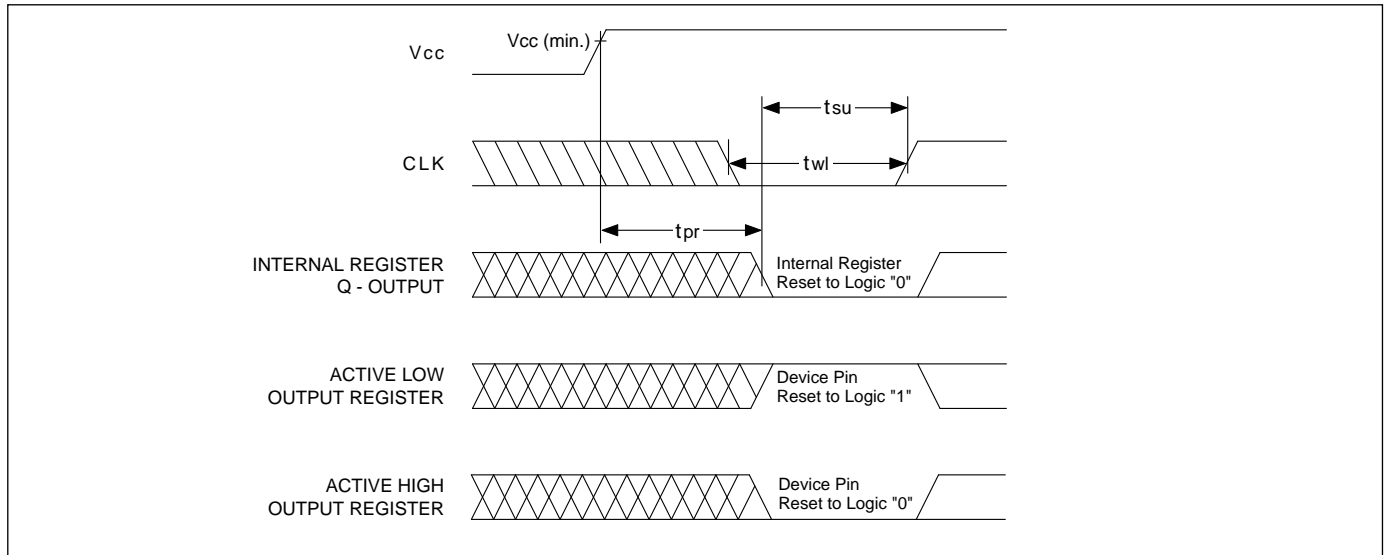 Vcc
Vcc (min.)
tsu
CLK
twl
tpr
INTERNAL REGISTER
Q - OUTPUT
Internal Register
Reset to Logic "0"
ACTIVE LOW
OUTPUT REGISTER
Device Pin
Reset to Logic "1"
ACTIVE HIGH
OUTPUT REGISTER
Device Pin
Reset to Logic "0"